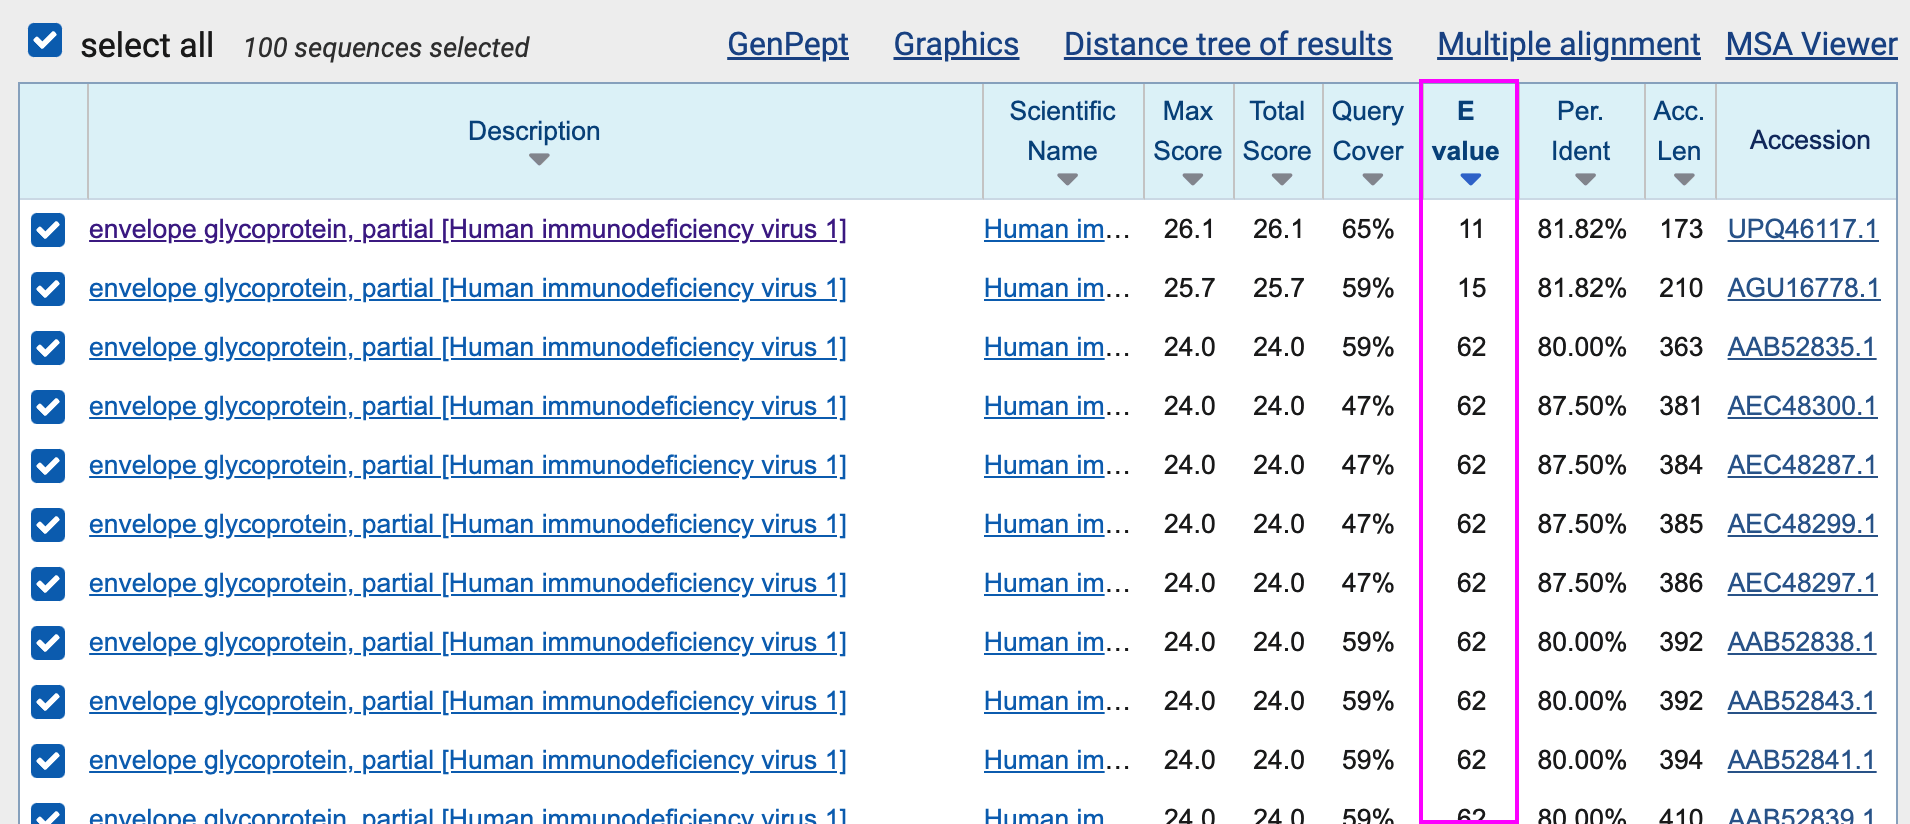 select all 100 sequences selected GenPept Graphics Distance tree of results Multiple alignment MSA Viewer
Description Scientific Name Max Score Total Score Query Cover E value Per. Ident Acc. Len Accession
envelope glycoprotein, partial [Human immunodeficiency virus 1] Human im... 26.1 26.1 65% 11 81.82% 173 UPQ46117.1
envelope glycoprotein, partial [Human immunodeficiency virus 1] Human im... 25.7 25.7 59% 15 81.82% 210 AGU16778.1
envelope glycoprotein, partial [Human immunodeficiency virus 1] Human im... 24.0 24.0 59% 62 80.00% 363 AAB52835.1
envelope glycoprotein, partial [Human immunodeficiency virus 1] Human im... 24.0 24.0 47% 62 87.50% 381 AEC48300.1
envelope glycoprotein, partial [Human immunodeficiency virus 1] Human im... 24.0 24.0 47% 62 87.50% 384 AEC48287.1
envelope glycoprotein, partial [Human immunodeficiency virus 1] Human im... 24.0 24.0 47% 62 87.50% 385 AEC48299.1
envelope glycoprotein, partial [Human immunodeficiency virus 1] Human im... 24.0 24.0 47% 62 87.50% 386 AEC48297.1
envelope glycoprotein, partial [Human immunodeficiency virus 1] Human im... 24.0 24.0 59% 62 80.00% 392 AAB52838.1
envelope glycoprotein, partial [Human immunodeficiency virus 1] Human im... 24.0 24.0 59% 62 80.00% 392 AAB52843.1
envelope glycoprotein, partial [Human immunodeficiency virus 1] Human im... 24.0 24.0 59% 62 80.00% 394 AAB52841.1
envelope glycoprotein, partial [Human immunodeficiency virus 1] Human im... 24.0 24.0 59% 62 80.00% 410 AAB52839.1